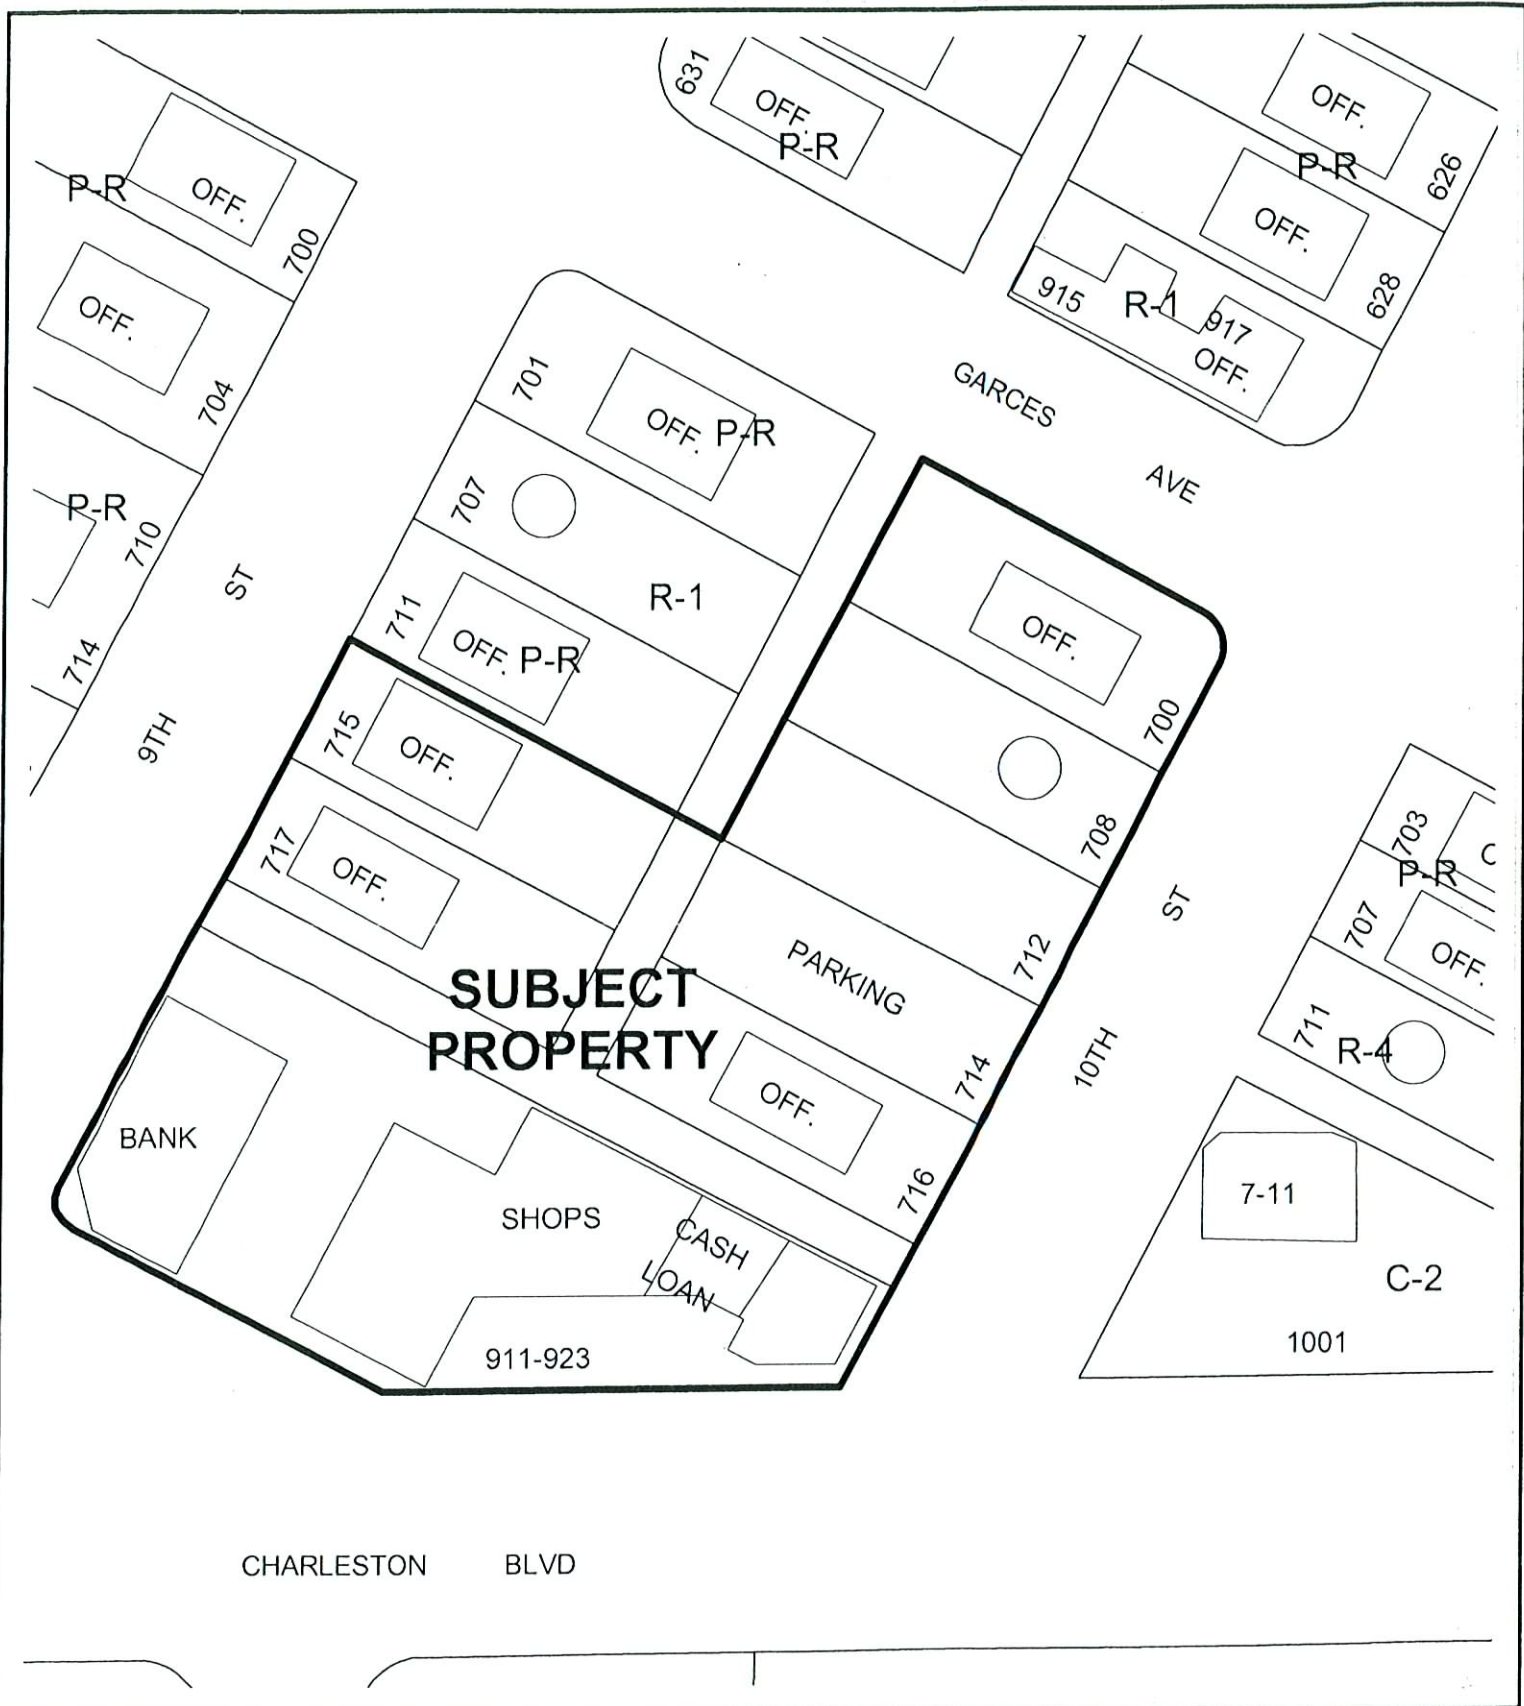 631
OFF.
P-R
OFF.
P-R
626
OFF.
P-R
700
OFF.
628
915
R-1
917
OFF.
OFF.
704
GARCES
AVE
701
OFF.
P-R
707
R-1
P-R
710
ST
711
OFF.
P-R
714
9TH
OFF.
700
715
OFF.
708
717
OFF.
703
P-R
707
OFF.
ST
712
PARKING
SUBJECT
PROPERTY
714
10TH
711
R-4
OFF.
716
BANK
SHOPS
CASH
LOAN
7-11
C-2
1001
911-923
CHARLESTON BLVD